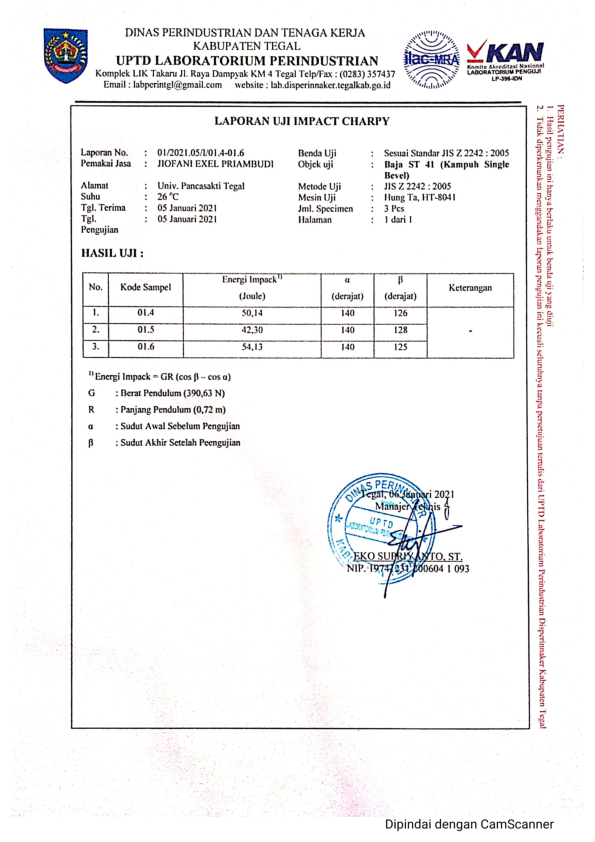 DINAS PERINDUSTRIAN DAN TENAGA KERJA
KABUPATEN TEGAL
UPTD LABORATORIUM PERINDUSTRIAN
Komplek LIK Takaru Jl. Raya Dampyak KM 4 Tegal Telp/Fax : (0283) 357437
Email : labperintgl@gmail.com website : lab.disperinnaker.tegalkab.go.id
ilac-MRA
KAN
Komite Akreditasi Nasional
LABORATORIUM PENGUJI
LP-396-IDN
LAPORAN UJI IMPACT CHARPY
Laporan No. : 01/2021.05/I/01.4-01.6
Pemakai Jasa : JIOFANI EXEL PRIAMBUDI
Alamat : Univ. Pancasakti Tegal
Suhu : 26 °C
Tgl. Terima : 05 Januari 2021
Tgl. : 05 Januari 2021
Pengujian
Benda Uji : Sesuai Standar JIS Z 2242 : 2005
Objek uji : Baja ST 41 (Kampuh Single
Bevel)
Metode Uji : JIS Z 2242 : 2005
Mesin Uji : Hung Ta, HT-8041
Jml. Specimen : 3 Pcs
Halaman : 1 dari 1
HASIL UJI :
No. Kode Sampel Energi Impack¹⁾ (Joule) α (derajat) β (derajat) Keterangan
1. 01.4 50,14 140 126
2. 01.5 42,30 140 128 -
3. 01.6 54,13 140 125
¹⁾ Energi Impack = GR (cos β – cos α)
G : Berat Pendulum (390,63 N)
R : Panjang Pendulum (0,72 m)
α : Sudut Awal Sebelum Pengujian
β : Sudut Akhir Setelah Peengujian
Tegal, 06 Januari 2021
Manajer Teknis
DINAS PERINNAKER
UPTD
EKO SUPRIYANTO, ST.
NIP. 19747231 200604 1 093
PERHATIAN :
1. Hasil pengujian ini hanya berlaku untuk benda uji yang diuji
2. Tidak diperkenankan menggandakan laporan pengujian ini kecuali seluruhnya tanpa persetujuan tertulis dari UPTD Laboratorium Perindustrian Disperinnaker Kabupaten Tegal
Dipindai dengan CamScanner